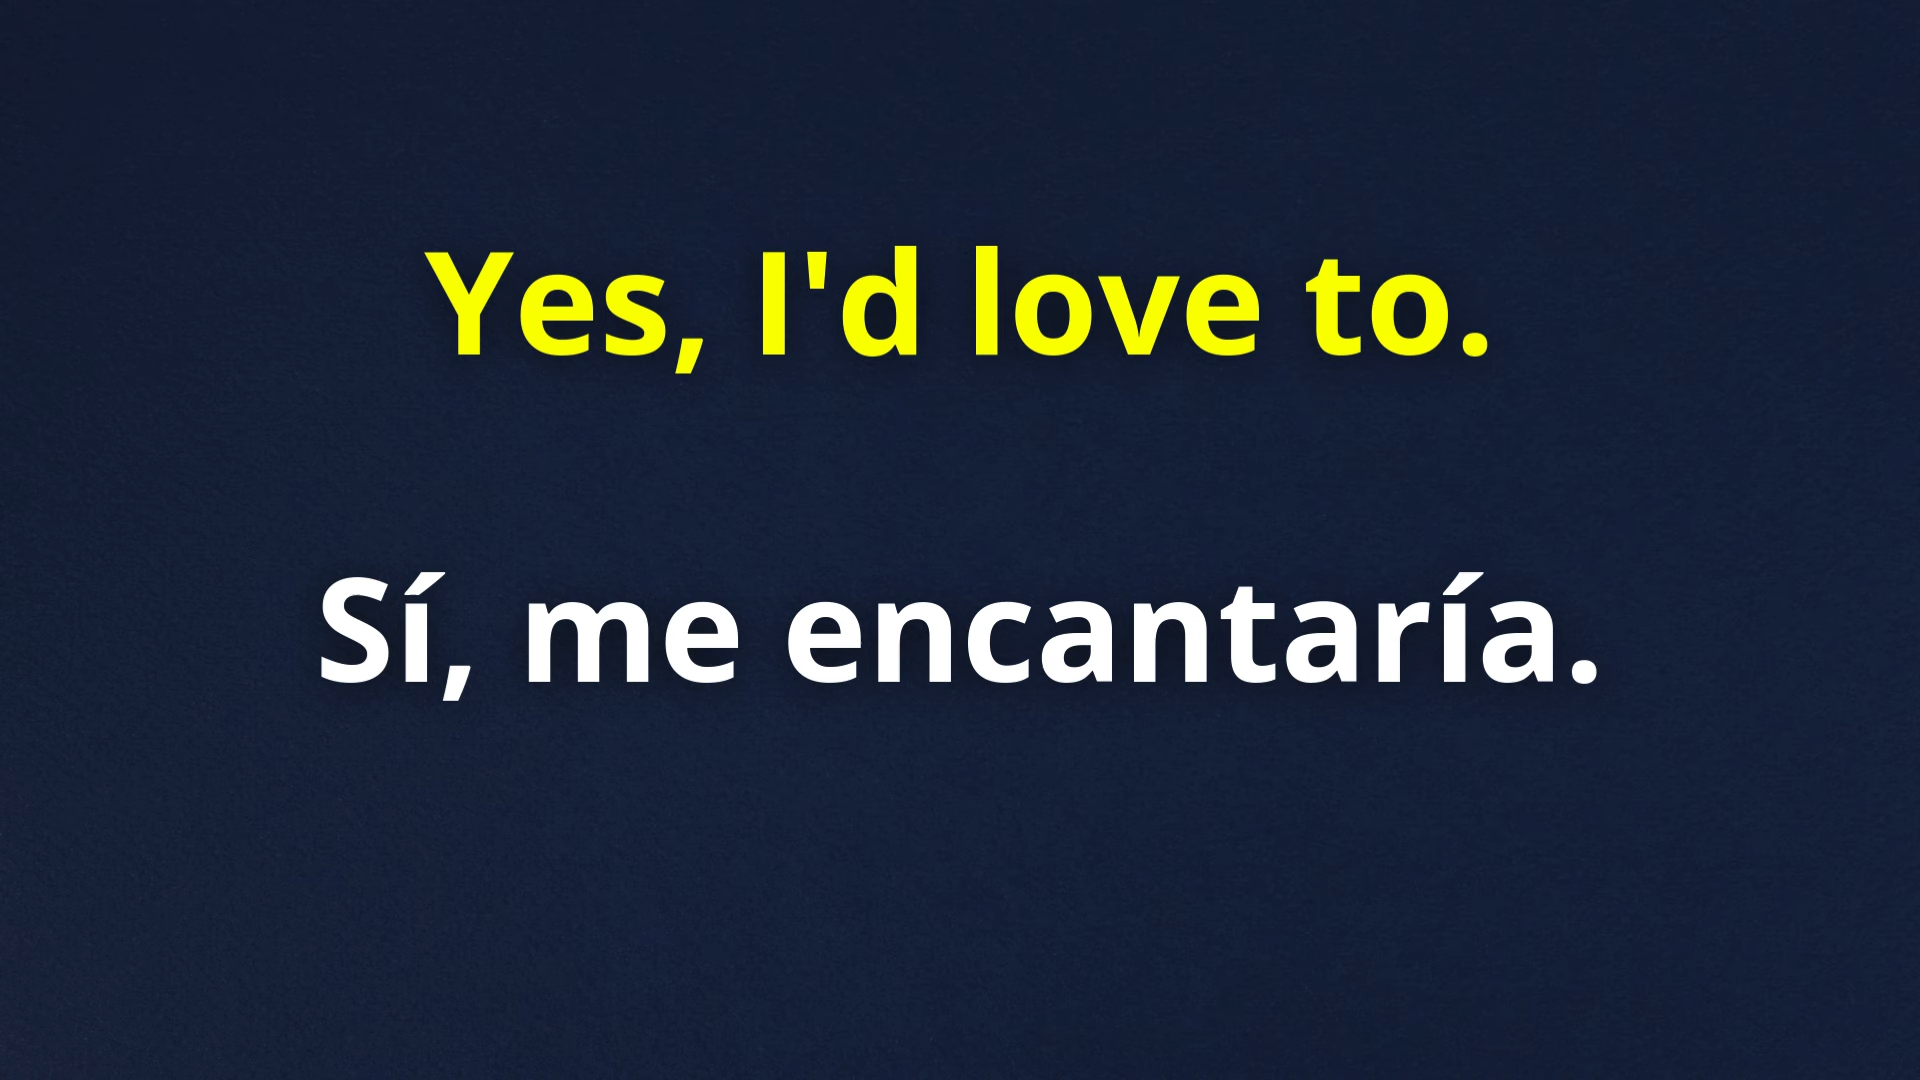 Yes, I'd love to.
Sí, me encantaría.